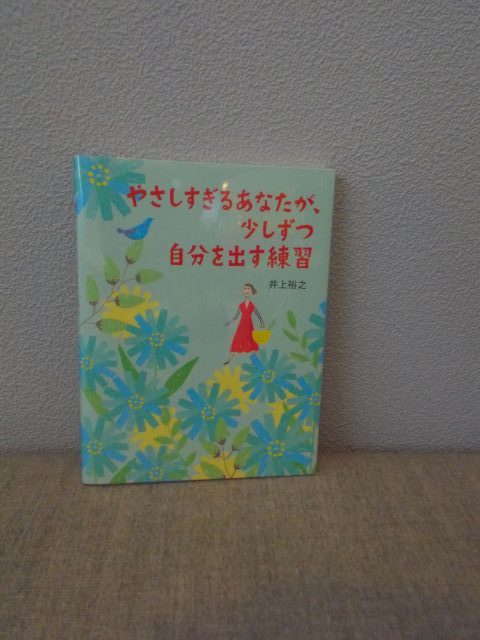 やさしすぎるあなたが、
少しずつ
自分を出す練習
井上裕之